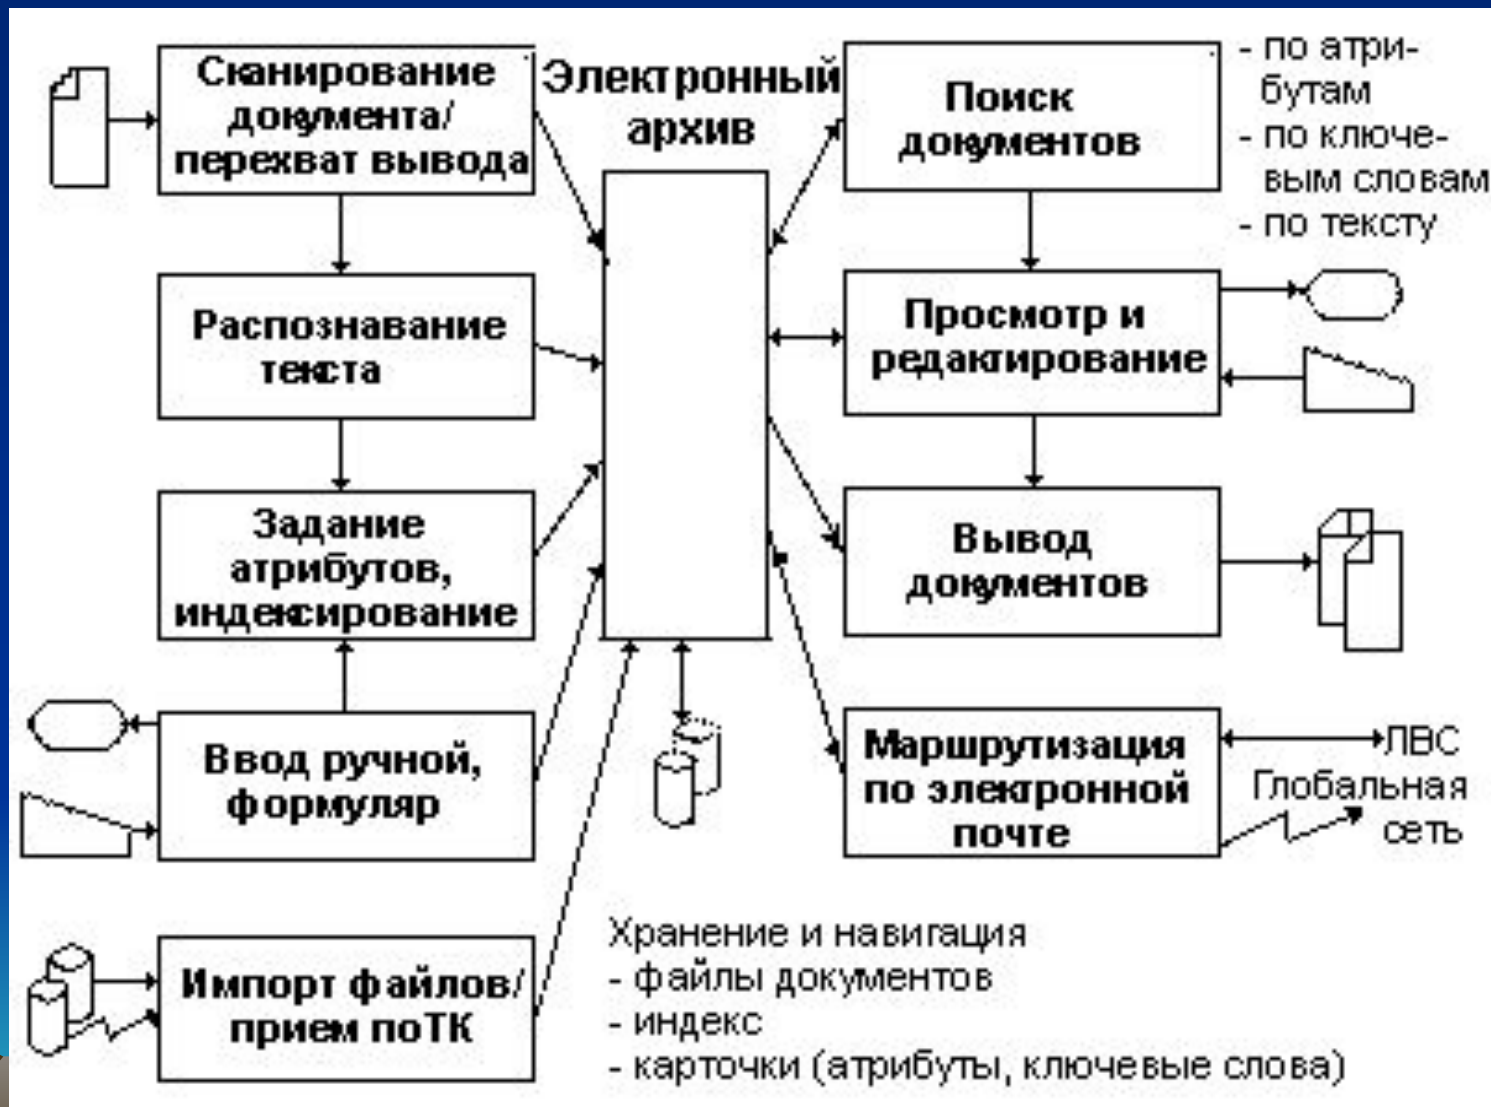 Сканирование
документа/
перехват вывода
Распознавание
текста
Задание
атрибутов,
индексирование
Ввод ручной,
формуляр
Импорт файлов/
прием по ТК
Электронный
архив
Поиск
документов
- по атри-
бутам
- по ключе-
вым словам
- по тексту
Просмотр и
редактирование
Вывод
документов
Маршрутизация
по электронной
почте
ЛВС
Глобальная
сеть
Хранение и навигация
- файлы документов
- индекс
- карточки (атрибуты, ключевые слова)